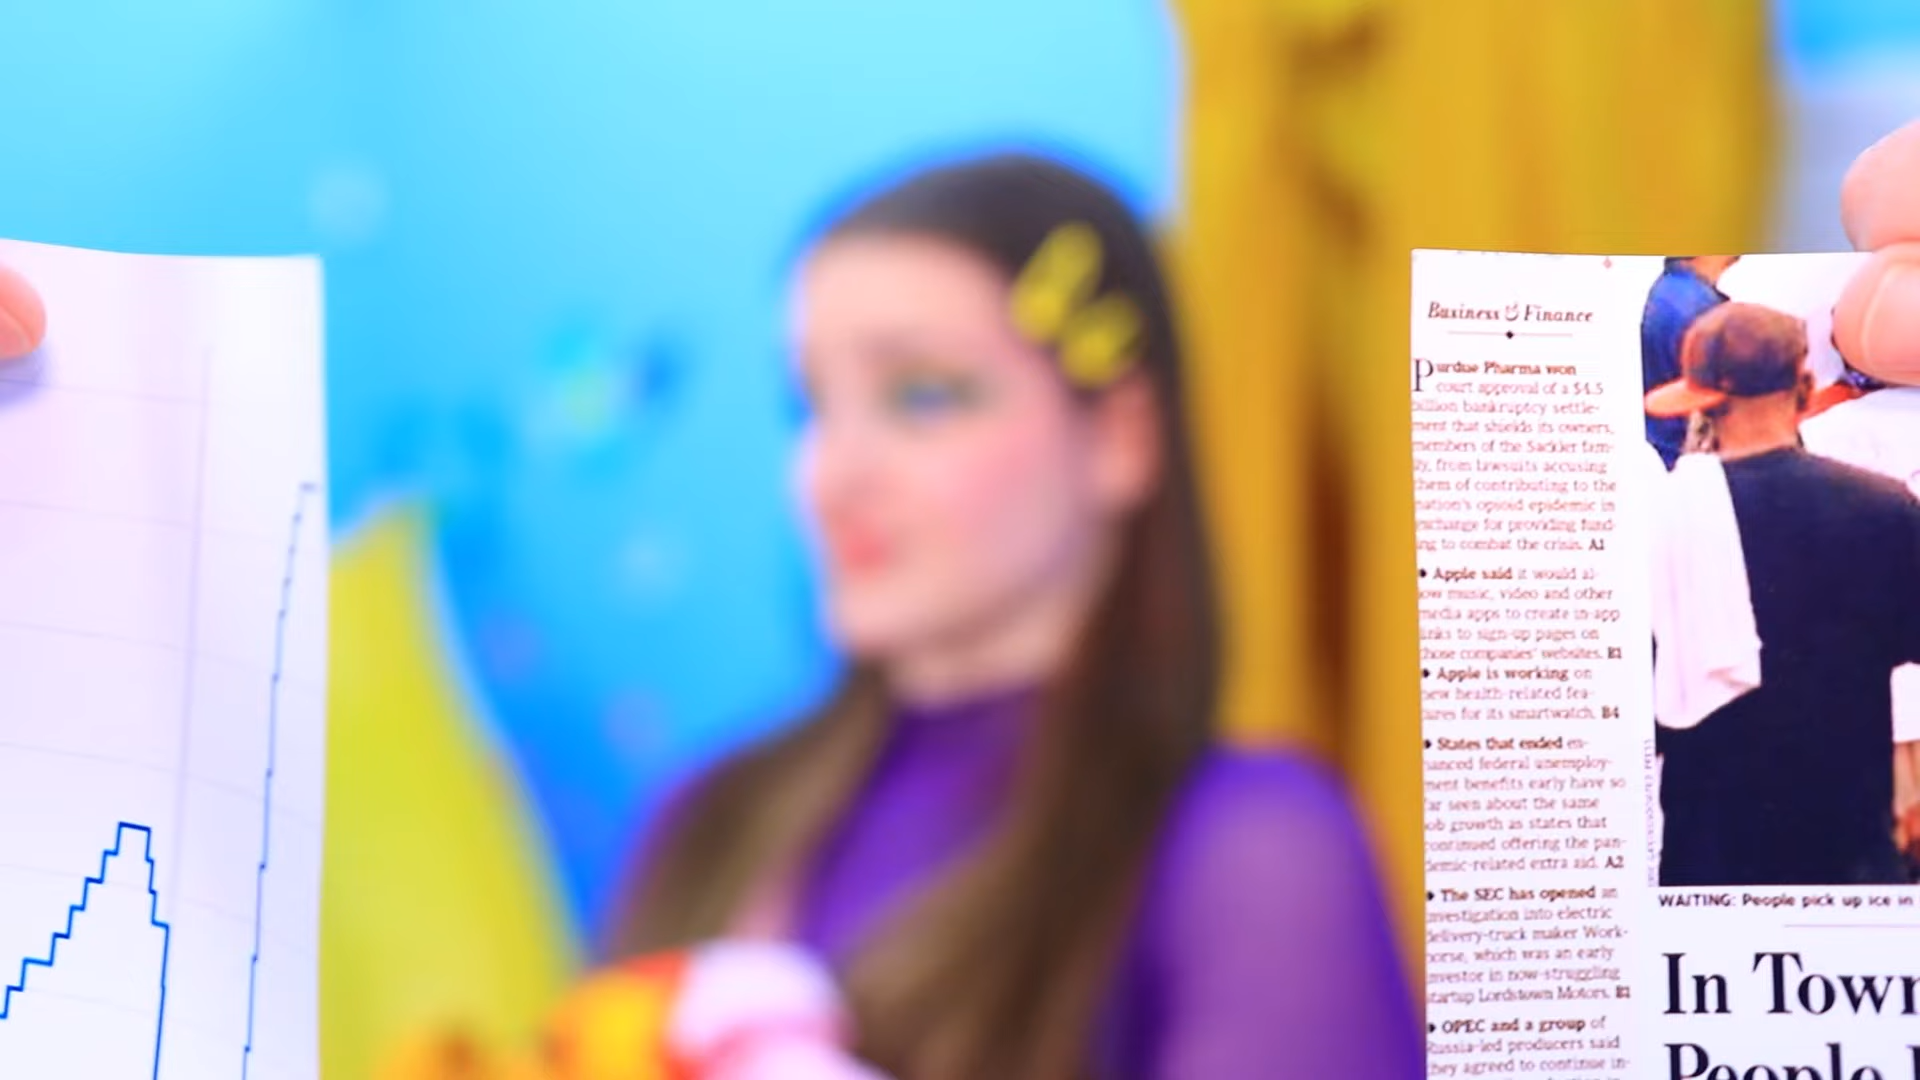 Business & Finance
Purdue Pharma won
court approval of a $4.5
billion bankruptcy settle-
ment that shields its owners,
members of the Sackler fam-
ly, from lawsuits accusing
them of contributing to the
nation's opioid epidemic in
exchange for providing fund-
ing to combat the crisis. A1
Apple said it would al-
ow music, video and other
media apps to create in-app
links to sign-up pages on
those companies' websites. B1
Apple is working on
new health-related fea-
tures for its smartwatch. B4
States that ended en-
hanced federal unemploy-
ment benefits early have so
far seen about the same
job growth as states that
continued offering the pan-
demic-related extra aid. A2
The SEC has opened an
investigation into electric
delivery-truck maker Work-
horse, which was an early
investor in now-struggling
startup Lordstown Motors. B1
OPEC and a group of
Russia-led producers said
they agreed to continue in-
WAITING: People pick up ice in
In Town
People